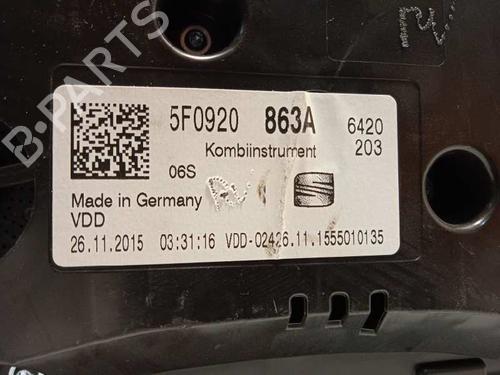 B-PARTS
5F0920 863A 6420
Kombiinstrument 203
06S
Made in Germany
VDD
26.11.2015 03:31:16 VDD-02426.11.1555010135